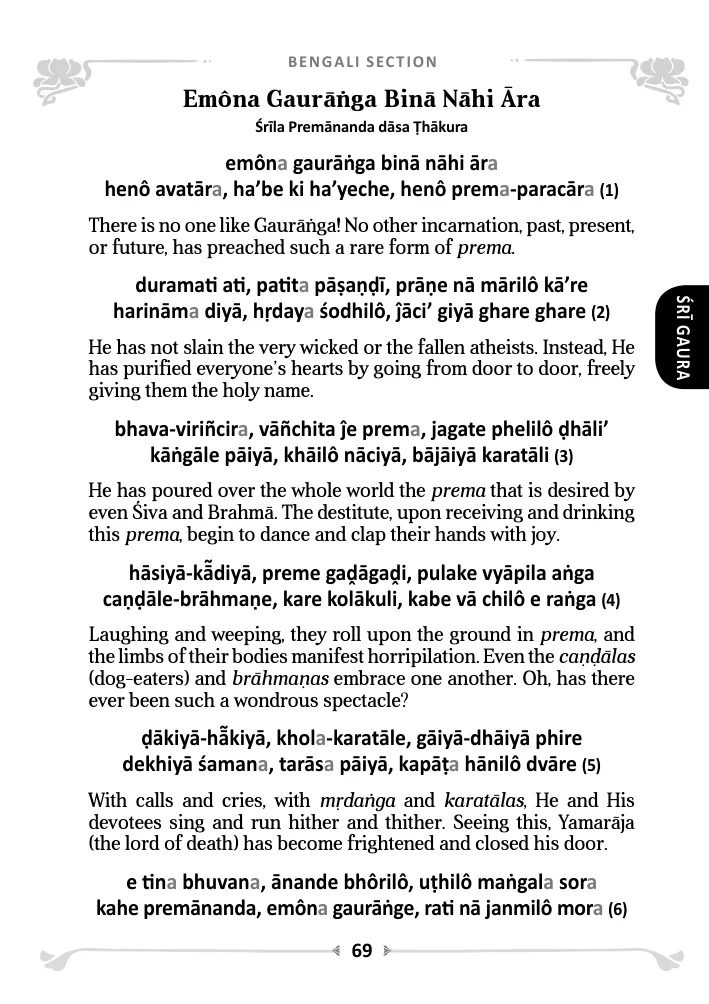 BENGALI SECTION
Emôna Gaurāṅga Binā Nāhi Āra
Śrīla Premānanda dāsa Ṭhākura
emôna gaurāṅga binā nāhi āra
henô avatāra, ha’be ki ha’yeche, henô prema-paracāra (1)
There is no one like Gaurāṅga! No other incarnation, past, present,
or future, has preached such a rare form of prema.
duramati ati, patita pāṣaṇḍī, prāṇe nā mārilô kā’re
harināma diyā, hṛdaya śodhilô, ĵāci’ giyā ghare ghare (2)
He has not slain the very wicked or the fallen atheists. Instead, He
has purified everyone’s hearts by going from door to door, freely
giving them the holy name.
bhava-viriñcira, vāñchita ĵe prema, jagate phelilô ḍhāli’
kāṅgāle pāiyā, khāilô nāciyā, bājāiyā karatāli (3)
He has poured over the whole world the prema that is desired by
even Śiva and Brahmā. The destitute, upon receiving and drinking
this prema, begin to dance and clap their hands with joy.
hāsiyā-kā̃diyā, preme gaḓāgaḓi, pulake vyāpila aṅga
caṇḍāle-brāhmaṇe, kare kolākuli, kabe vā chilô e raṅga (4)
Laughing and weeping, they roll upon the ground in prema, and
the limbs of their bodies manifest horripilation. Even the caṇḍālas
(dog-eaters) and brāhmaṇas embrace one another. Oh, has there
ever been such a wondrous spectacle?
ḍākiyā-hā̃kiyā, khola-karatāle, gāiyā-dhāiyā phire
dekhiyā śamana, tarāsa pāiyā, kapāṭa hānilô dvāre (5)
With calls and cries, with mṛdaṅga and karatālas, He and His
devotees sing and run hither and thither. Seeing this, Yamarāja
(the lord of death) has become frightened and closed his door.
e tina bhuvana, ānande bhôrilô, uṭhilô maṅgala sora
kahe premānanda, emôna gaurāṅge, rati nā janmilô mora (6)
69
ŚRĪ GAURA